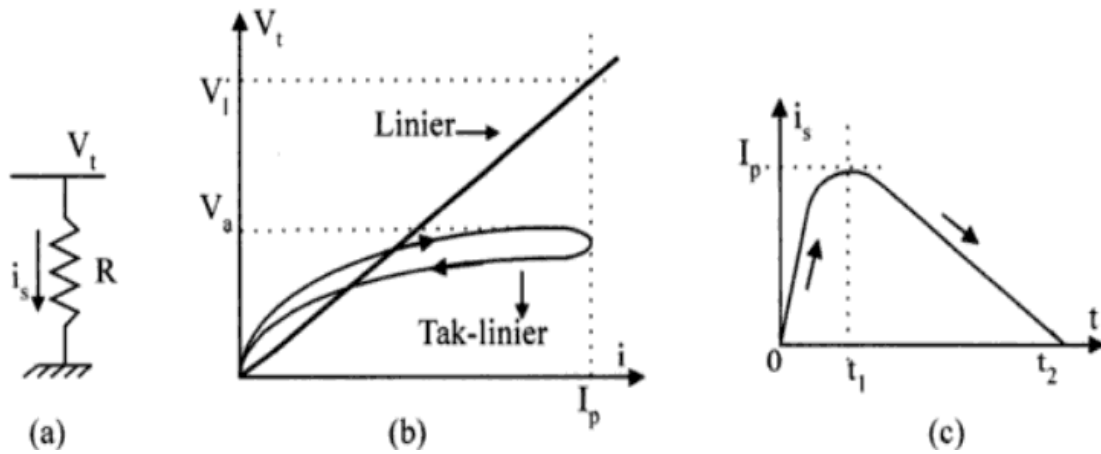 V_t
i_s
R
(a)
V_t
V_l
Linier
V_a
Tak-linier
i
I_p
(b)
i_s
I_p
t
0
t_1
t_2
(c)